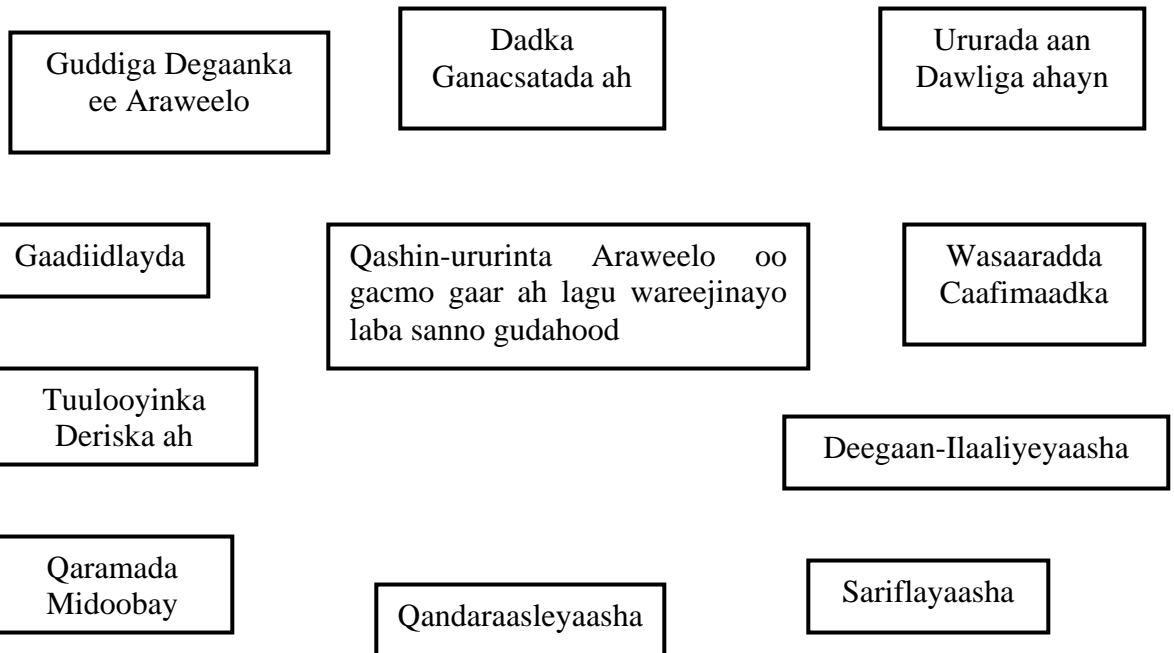 Guddiga Degaanka
ee Araweelo
Dadka
Ganacsatada ah
Ururada aan
Dawliga ahayn
Gaadiidlayda
Qashin-ururinta Araweelo oo
gacmo gaar ah lagu wareejinayo
laba sanno gudahood
Wasaaradda
Caafimaadka
Tuulooyinka
Deriska ah
Deegaan-Ilaaliyeyaasha
Qaramada
Midoobay
Qandaraasleyaasha
Sariflayaasha